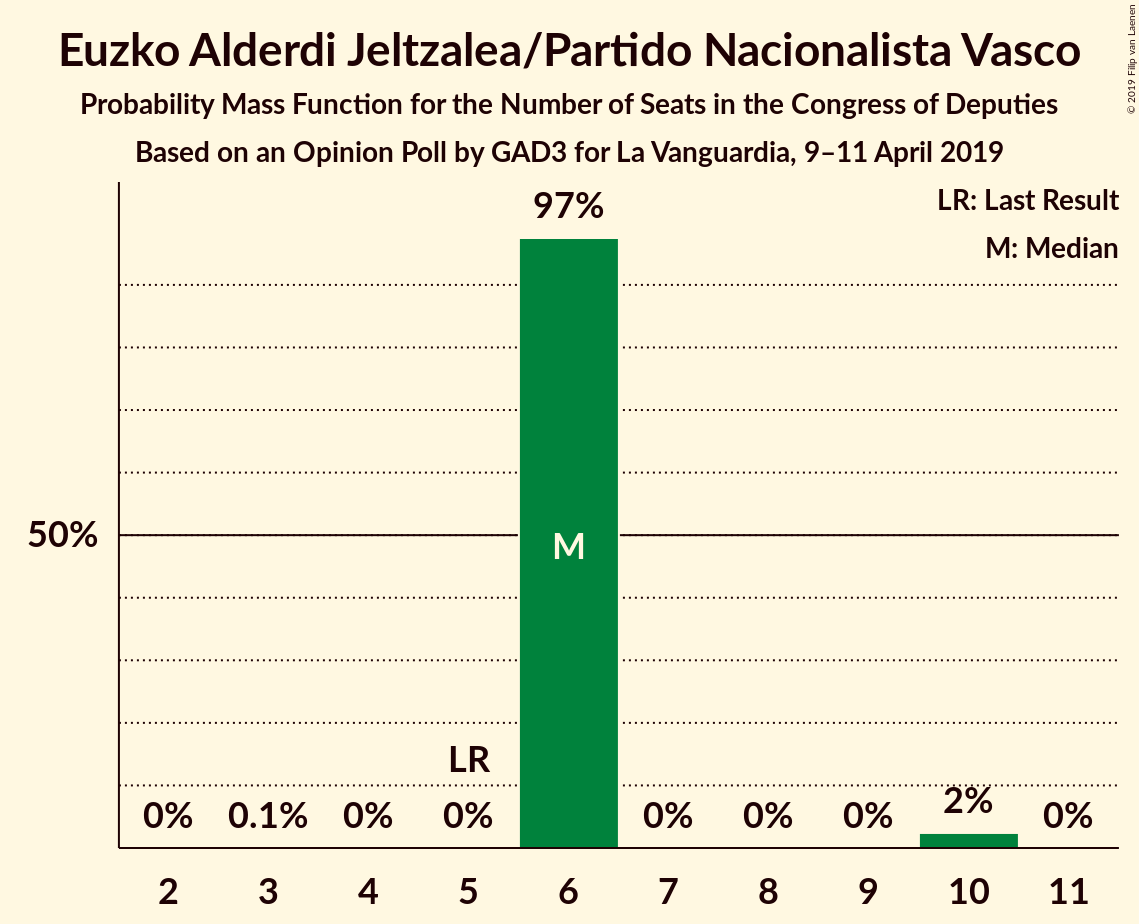 Euzko Alderdi Jeltzalea/Partido Nacionalista Vasco
Probability Mass Function for the Number of Seats in the Congress of Deputies
Based on an Opinion Poll by GAD3 for La Vanguardia, 9–11 April 2019
© 2019 Filip van Laenen
LR: Last Result
M: Median
97%
50%
M
LR
0% 0.1% 0% 0% 0% 0% 0% 2% 0%
2 3 4 5 6 7 8 9 10 11